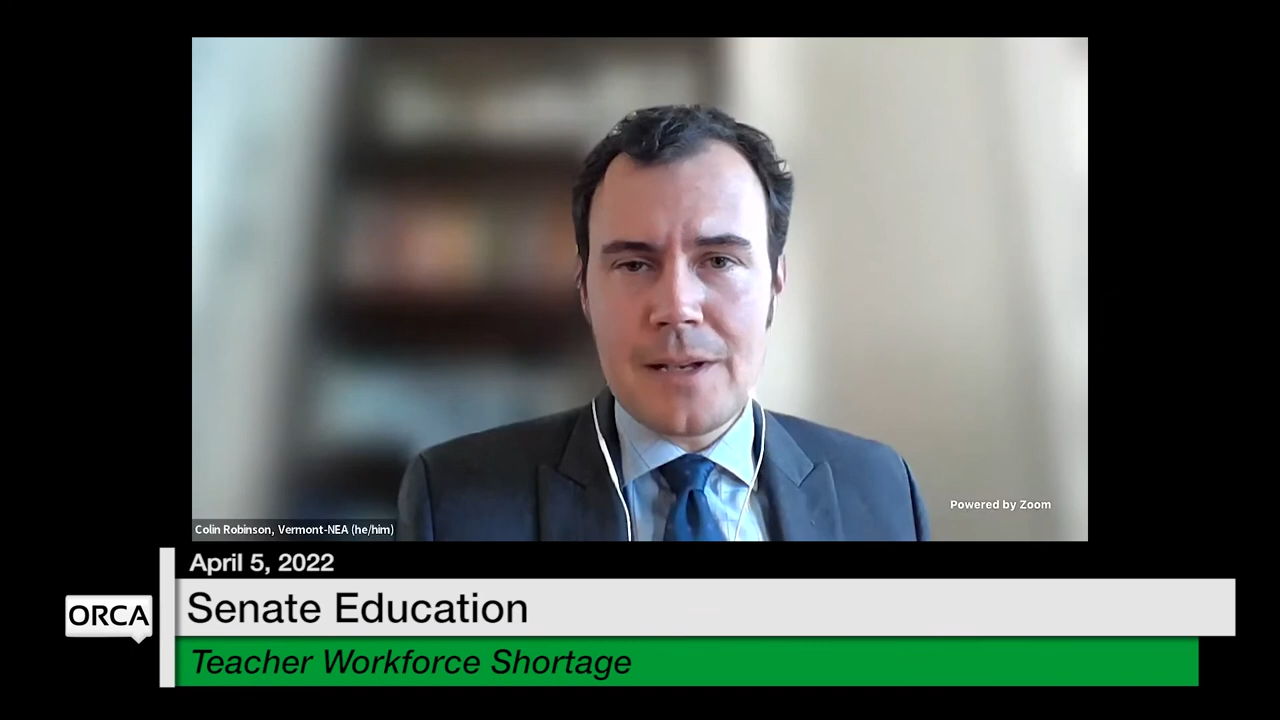 Powered by Zoom
Colin Robinson, Vermont-NEA (he/him)
April 5, 2022
ORCA
Senate Education
Teacher Workforce Shortage